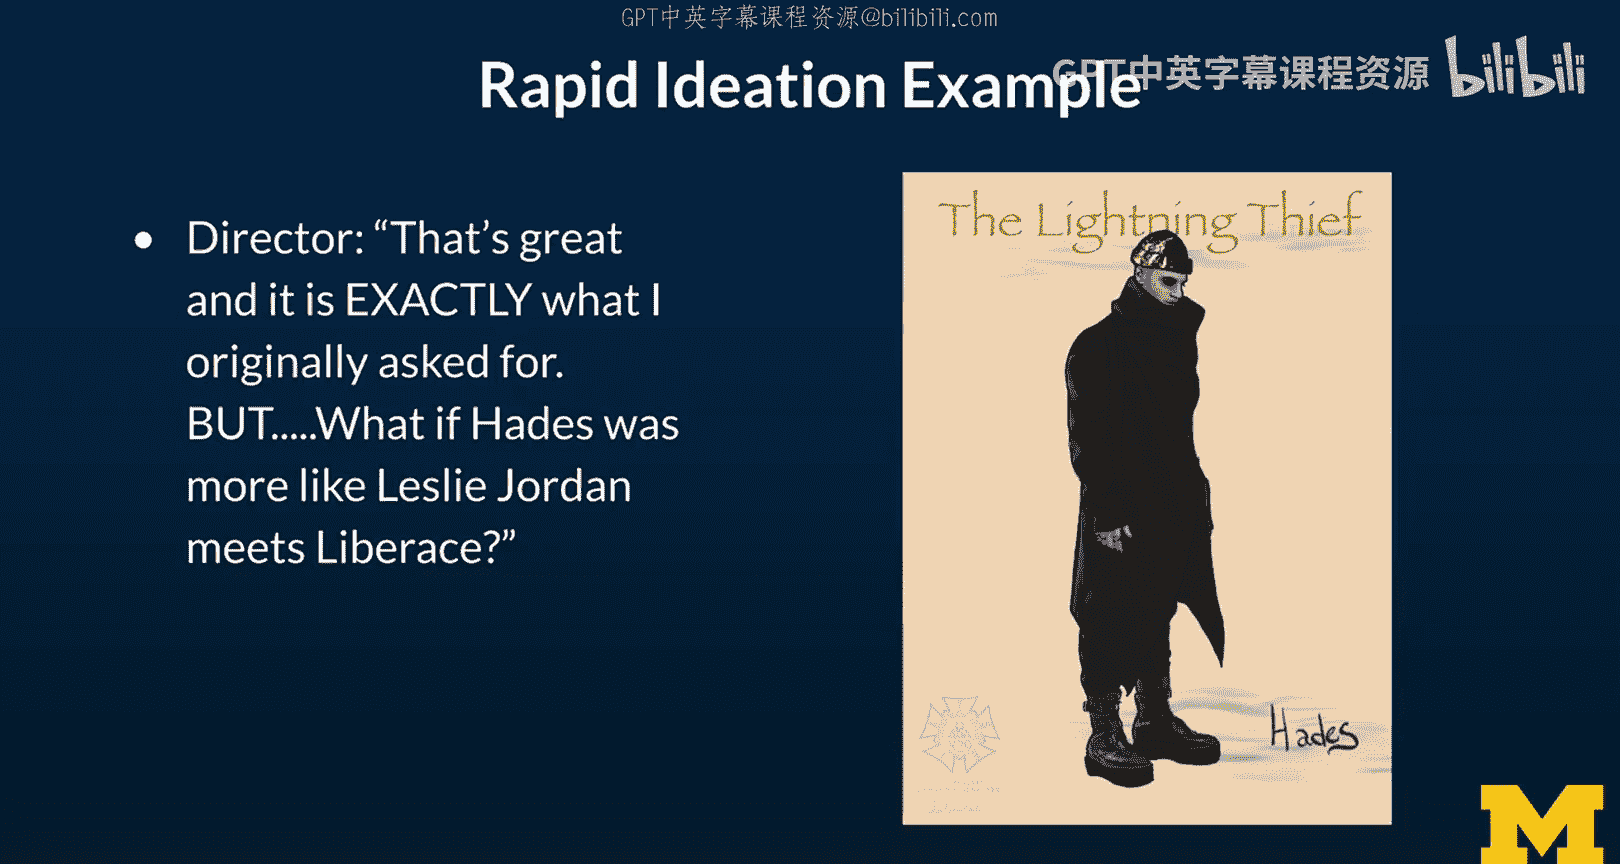 GPT中英字幕课程资源@bilibili.com
Rapid Ideation Example
GPT中英字幕课程资源 bilibili
• Director: “That’s great
and it is EXACTLY what I
originally asked for.
BUT.....What if Hades was
more like Leslie Jordan
meets Liberace?”
The Lightning Thief
Hades
M